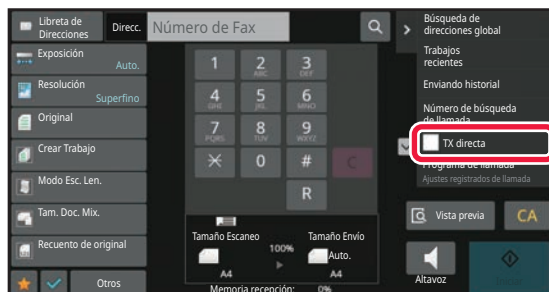 Libreta de
Direcciones
Direcc.
Número de Fax
Exposición
Auto.
Resolución
Superfino
Original
Crear Trabajo
Modo Esc. Len.
Tam. Doc. Mix.
Recuento de original
Otros
1
2
ABC
3
DEF
4
GHI
5
JKL
6
MNO
7
PQRS
8
TUV
9
WXYZ
0
#
C
R
Tamaño Escaneo
100%
Tamaño Envío
Auto.
A4
A4
Memoria recepción:
0%
Búsqueda de
direcciones global
Trabajos
recientes
Enviando historial
Número de búsqueda
de llamada
TX directa
Programa de llamada
Ajustes registrados de llamada
Vista previa
CA
Altavoz